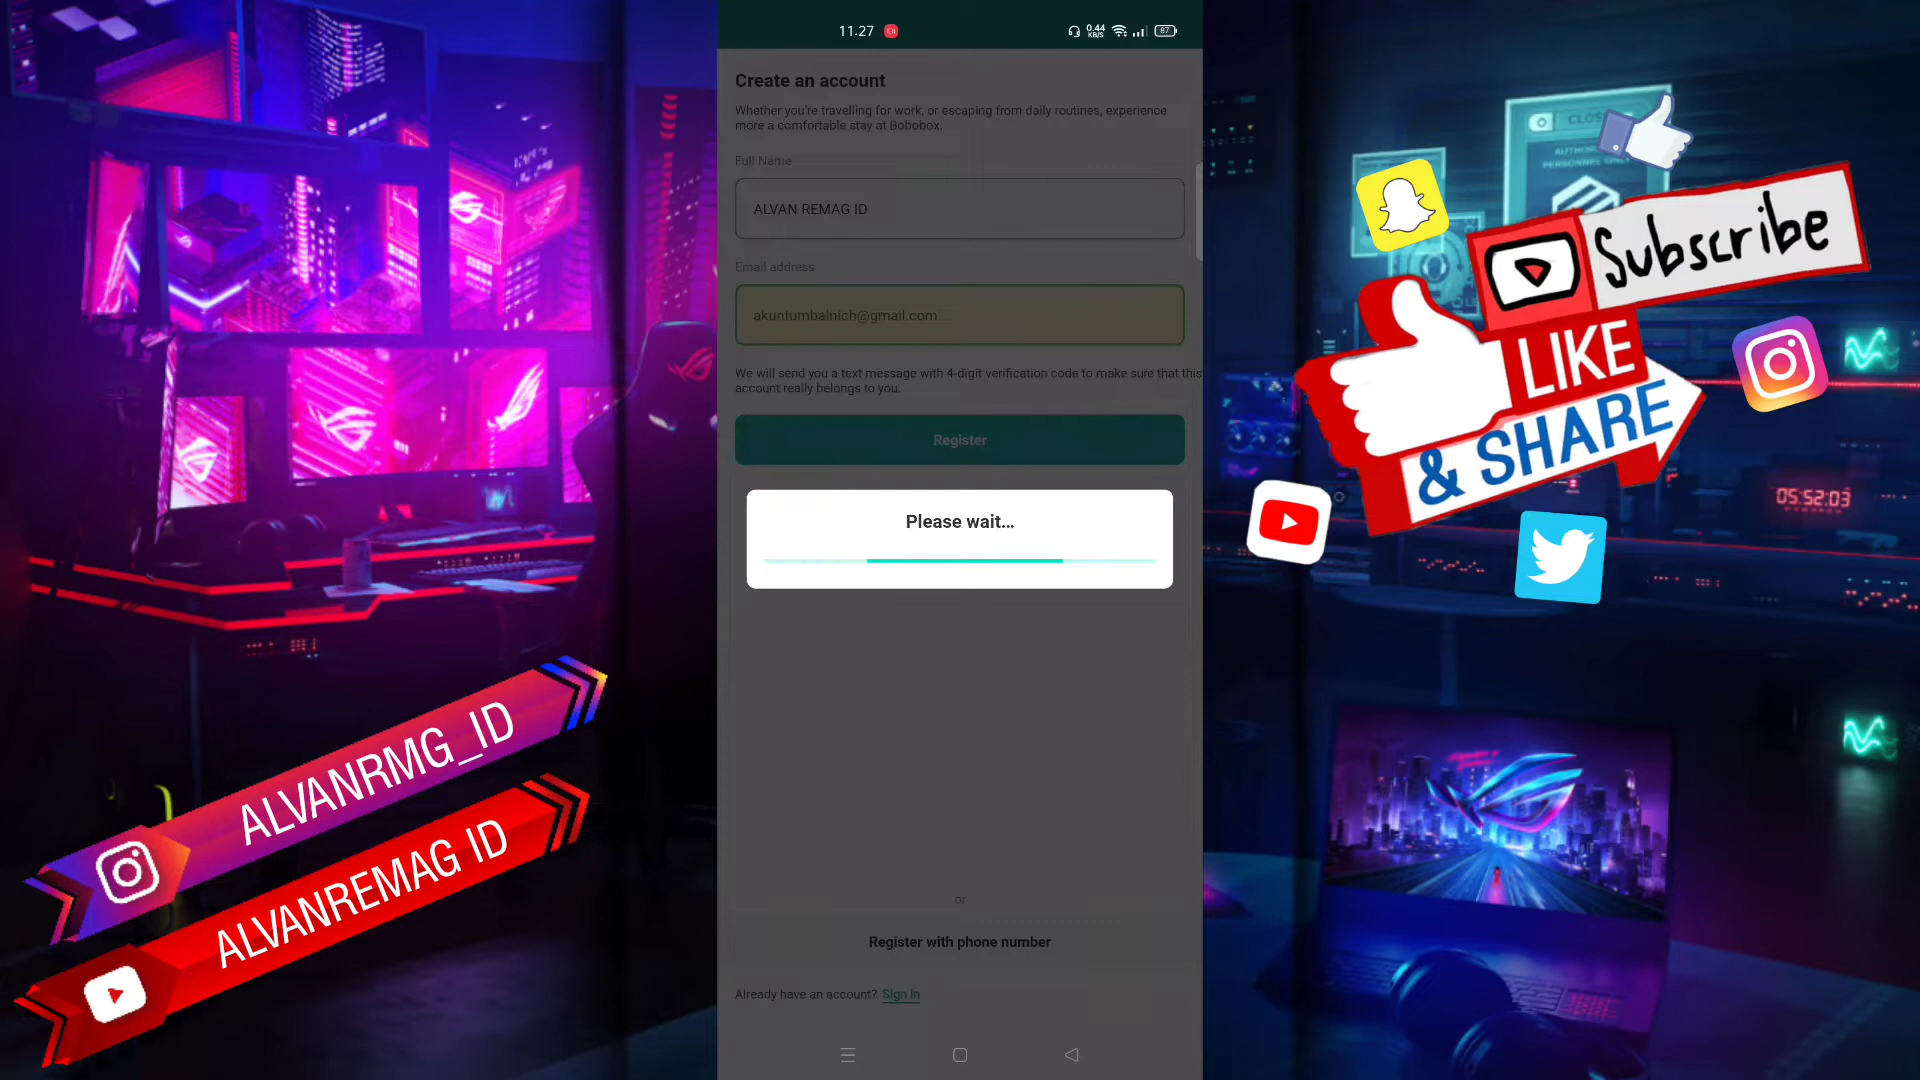 11.27
0.44
KB/S
87
Create an account
Whether you're travelling for work, or escaping from daily routines, experience
more a comfortable stay at Bobobox.
Full Name
ALVAN REMAG ID
Email address
akuntumbalnich@gmail.com
We will send you a text message with 4-digit verification code to make sure that this
account really belongs to you.
Register
Please wait...
or
Register with phone number
Already have an account? Sign in
ALVANRMG_ID
ALVANREMAG ID
Subscribe
LIKE
& SHARE
05:52:03